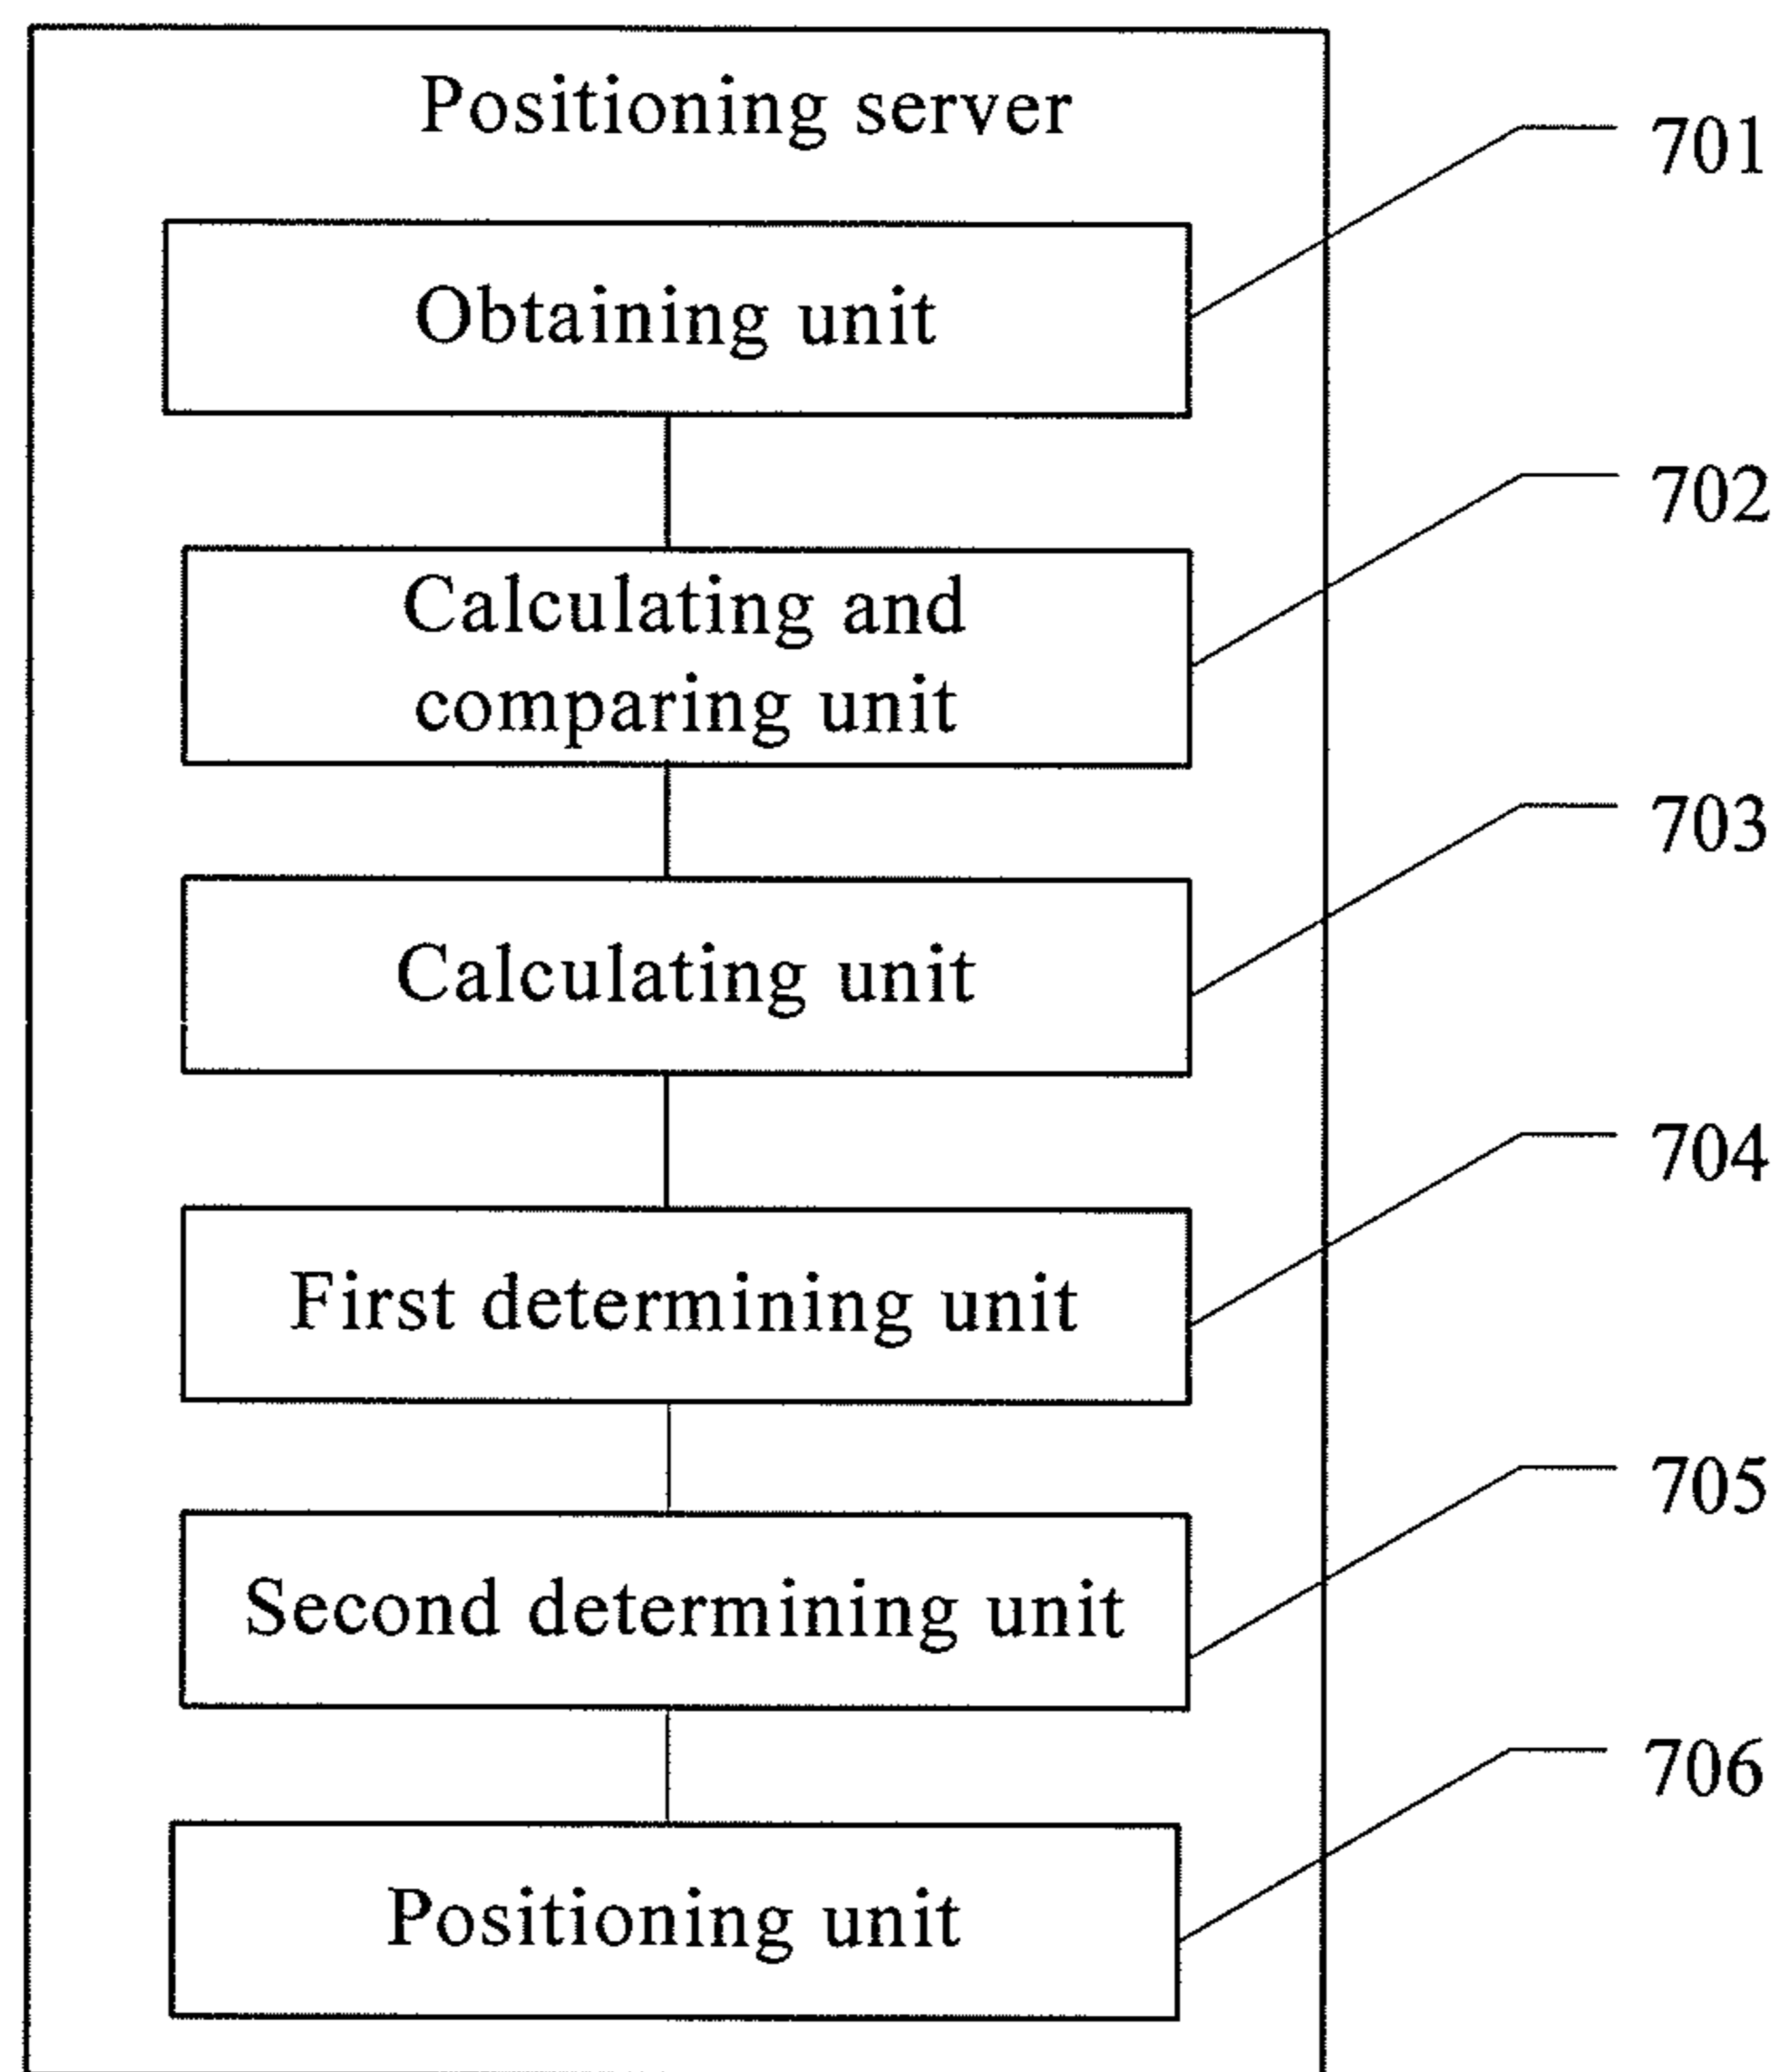 Positioning server
701
Obtaining unit
702
Calculating and
comparing unit
703
Calculating unit
704
First determining unit
705
Second determining unit
706
Positioning unit